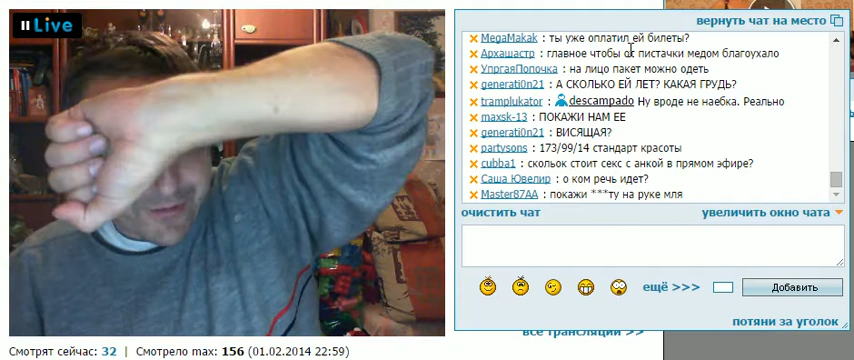 Live
вернуть чат на место
MegaMakak : ты уже оплатил ей билеты?
Архашастр : главное чтобы от пистачки медом благоухало
УпргаяПопочка : на лицо пакет можно одеть
generati0n21 : А СКОЛЬКО ЕЙ ЛЕТ? КАКАЯ ГРУДЬ?
tramplukator : descampado Ну вроде не наебка. Реально
maxsk-13 : ПОКАЖИ НАМ ЕЕ
generati0n21 : ВИСЯЩАЯ?
partysons : 173/99/14 стандарт красоты
cubba1 : скольок стоит секс с анкой в прямом эфире?
Саша Ювелир : о ком речь идет?
Master87AA : покажи ***ту на руке мля
очистить чат
увеличить окно чата
ещё >>>
Добавить
потяни за уголок
все трансляции >>
Смотрят сейчас: 32 | Смотрело max: 156 (01.02.2014 22:59)